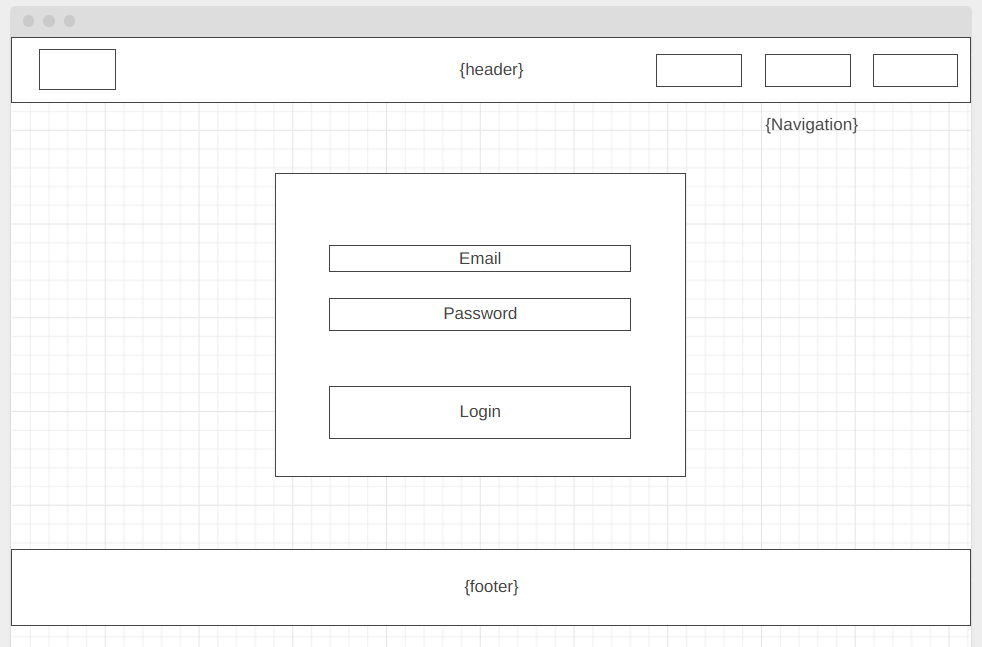 {header}
{Navigation}
Email
Password
Login
{footer}